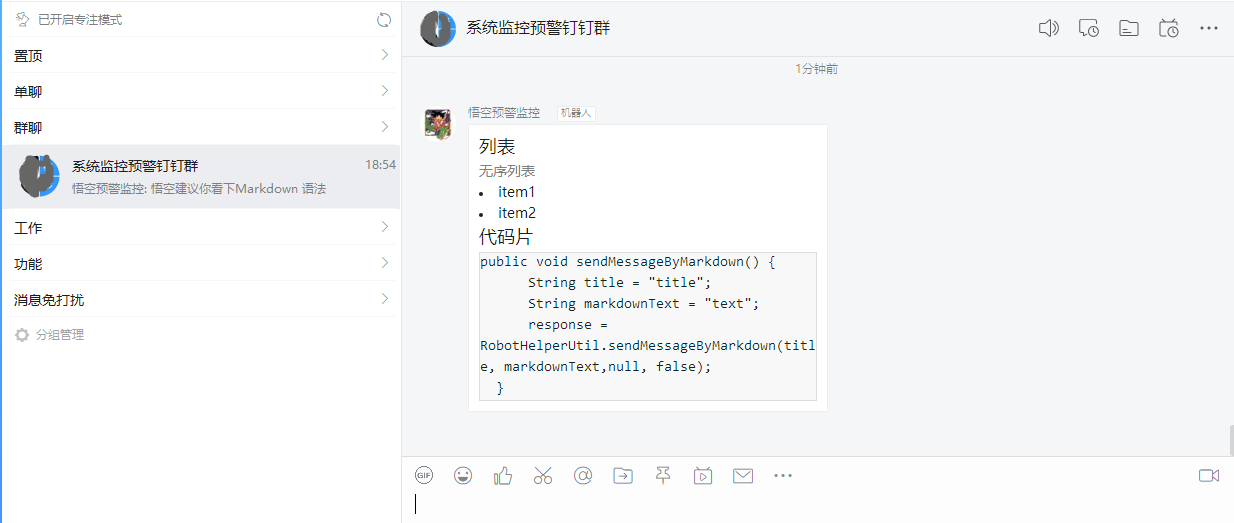 已开启专注模式
置顶
单聊
群聊
系统监控预警钉钉群 18:54
悟空预警监控: 悟空建议你看下Markdown 语法
工作
功能
消息免打扰
分组管理
系统监控预警钉钉群
1分钟前
悟空预警监控 机器人
列表
无序列表
• item1
• item2
代码片
public void sendMessageByMarkdown() {
String title = "title";
String markdownText = "text";
response =
RobotHelperUtil.sendMessageByMarkdown(titl
e, markdownText,null, false);
}
GIF